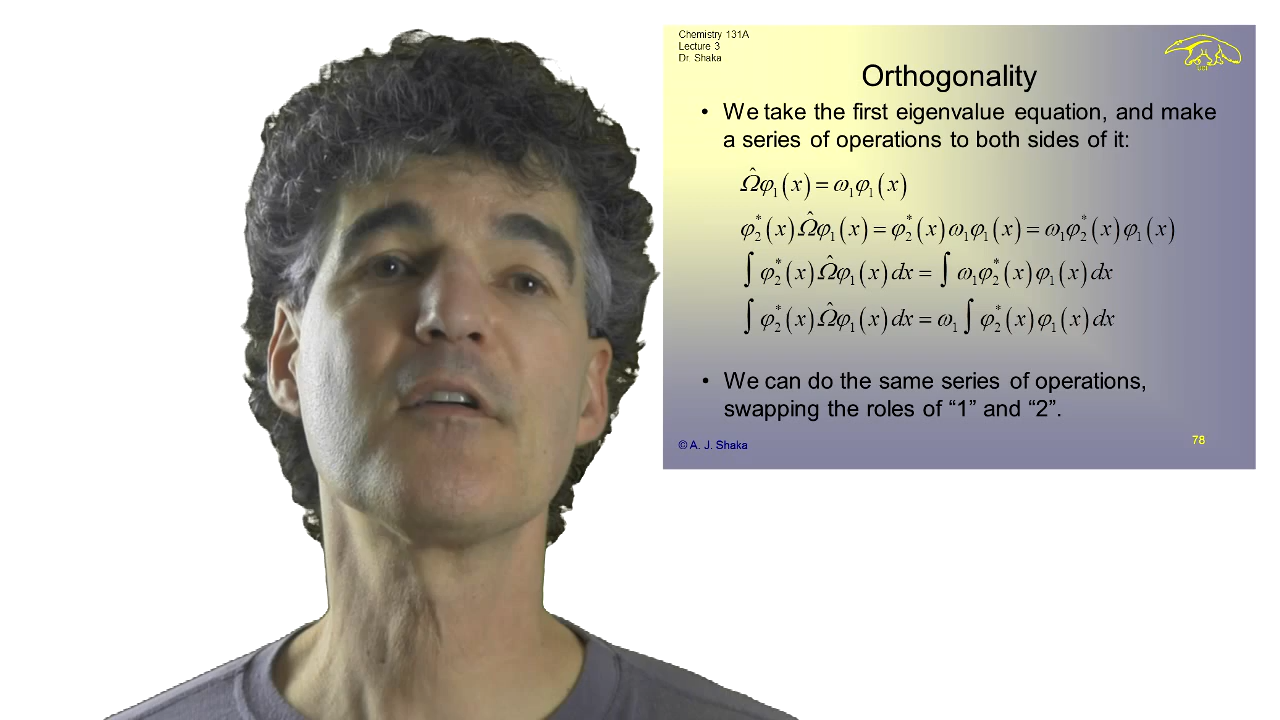 Chemistry 131A
Lecture 3
Dr. Shaka
UCI
Orthogonality
• We take the first eigenvalue equation, and make
a series of operations to both sides of it:
Ω̂φ₁(x) = ω₁φ₁(x)
φ₂*(x)Ω̂φ₁(x) = φ₂*(x)ω₁φ₁(x) = ω₁φ₂*(x)φ₁(x)
∫ φ₂*(x)Ω̂φ₁(x)dx = ∫ ω₁φ₂*(x)φ₁(x)dx
∫ φ₂*(x)Ω̂φ₁(x)dx = ω₁∫ φ₂*(x)φ₁(x)dx
• We can do the same series of operations,
swapping the roles of “1” and “2”.
© A. J. Shaka
78